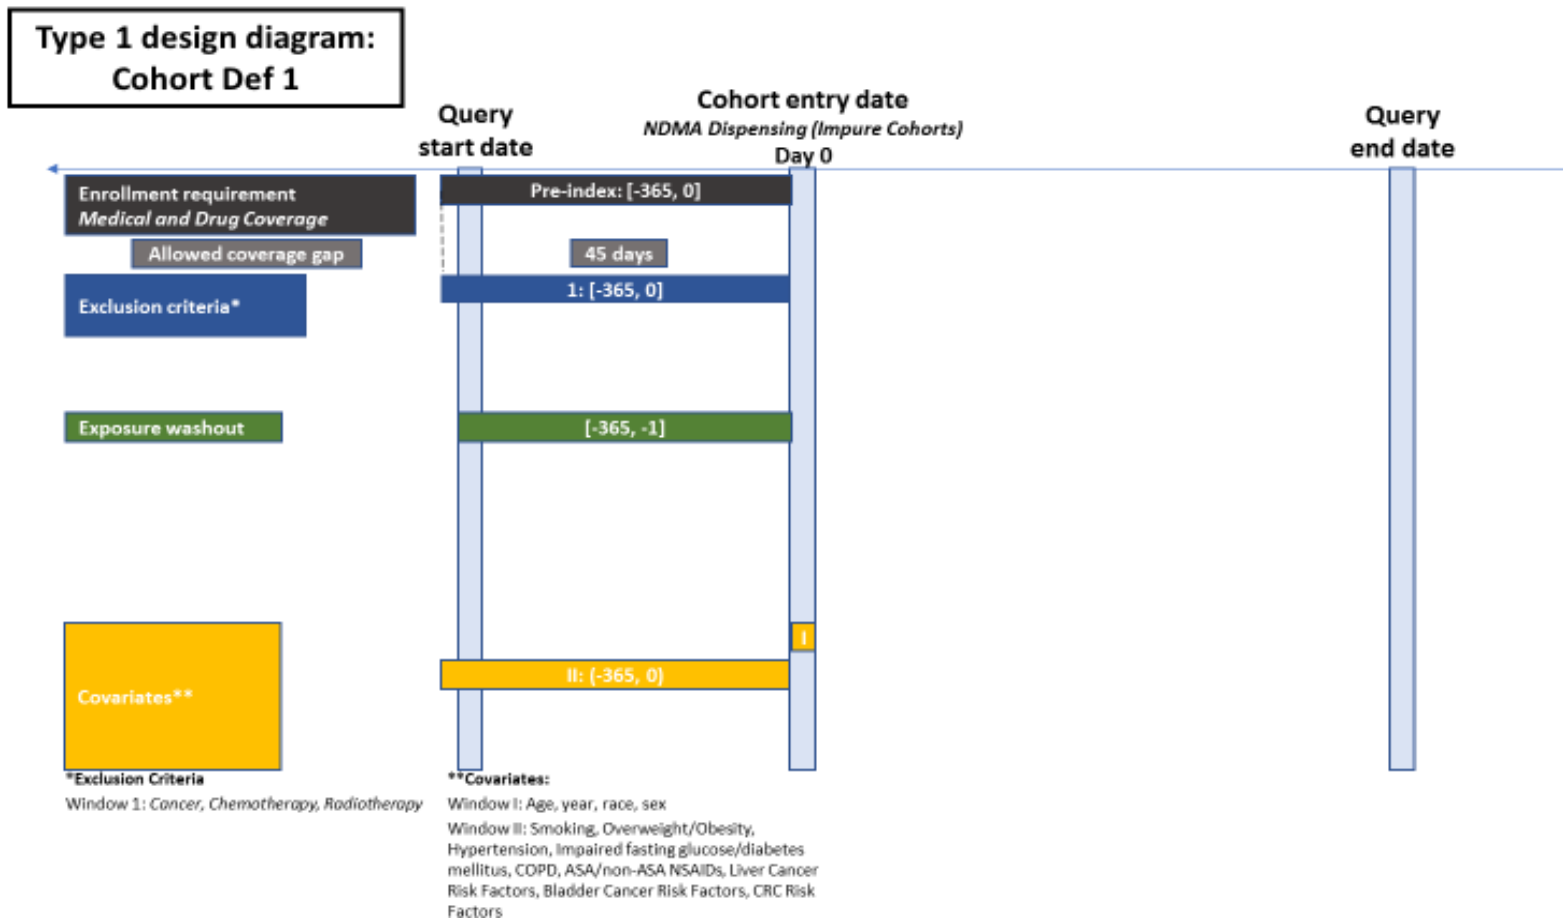 Type 1 design diagram:
Cohort Def 1
Query
start date
Cohort entry date
NDMA Dispensing (Impure Cohorts)
Day 0
Query
end date
Enrollment requirement
Medical and Drug Coverage
Pre-index: [-365, 0]
Allowed coverage gap
45 days
Exclusion criteria*
1: [-365, 0]
Exposure washout
[-365, -1]
I
Covariates**
II: (-365, 0)
*Exclusion Criteria
Window 1: Cancer, Chemotherapy, Radiotherapy
**Covariates:
Window I: Age, year, race, sex
Window II: Smoking, Overweight/Obesity,
Hypertension, Impaired fasting glucose/diabetes
mellitus, COPD, ASA/non-ASA NSAIDs, Liver Cancer
Risk Factors, Bladder Cancer Risk Factors, CRC Risk
Factors